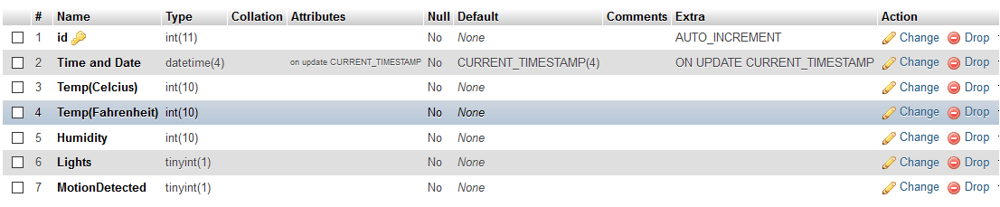 # Name Type Collation Attributes Null Default Comments Extra Action
1 id int(11) No None AUTO_INCREMENT Change Drop
2 Time and Date datetime(4) on update CURRENT_TIMESTAMP No CURRENT_TIMESTAMP(4) ON UPDATE CURRENT_TIMESTAMP Change Drop
3 Temp(Celcius) int(10) No None Change Drop
4 Temp(Fahrenheit) int(10) No None Change Drop
5 Humidity int(10) No None Change Drop
6 Lights tinyint(1) No None Change Drop
7 MotionDetected tinyint(1) No None Change Drop